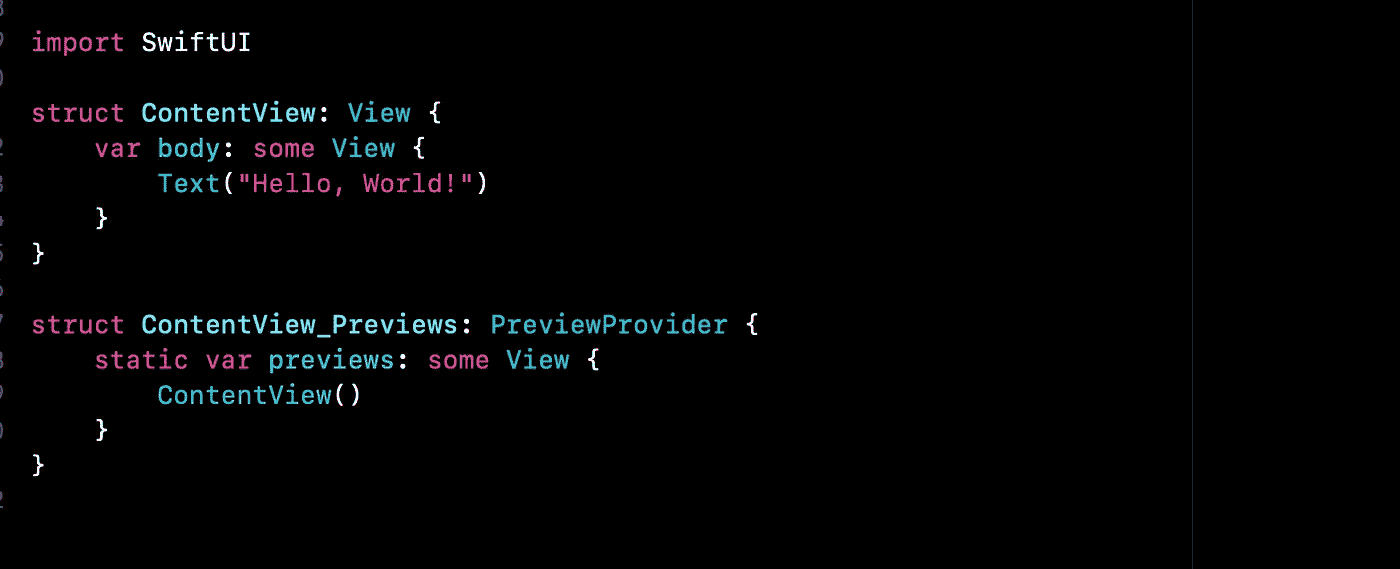 import SwiftUI
struct ContentView: View {
    var body: some View {
        Text("Hello, World!")
    }
}
struct ContentView_Previews: PreviewProvider {
    static var previews: some View {
        ContentView()
    }
}